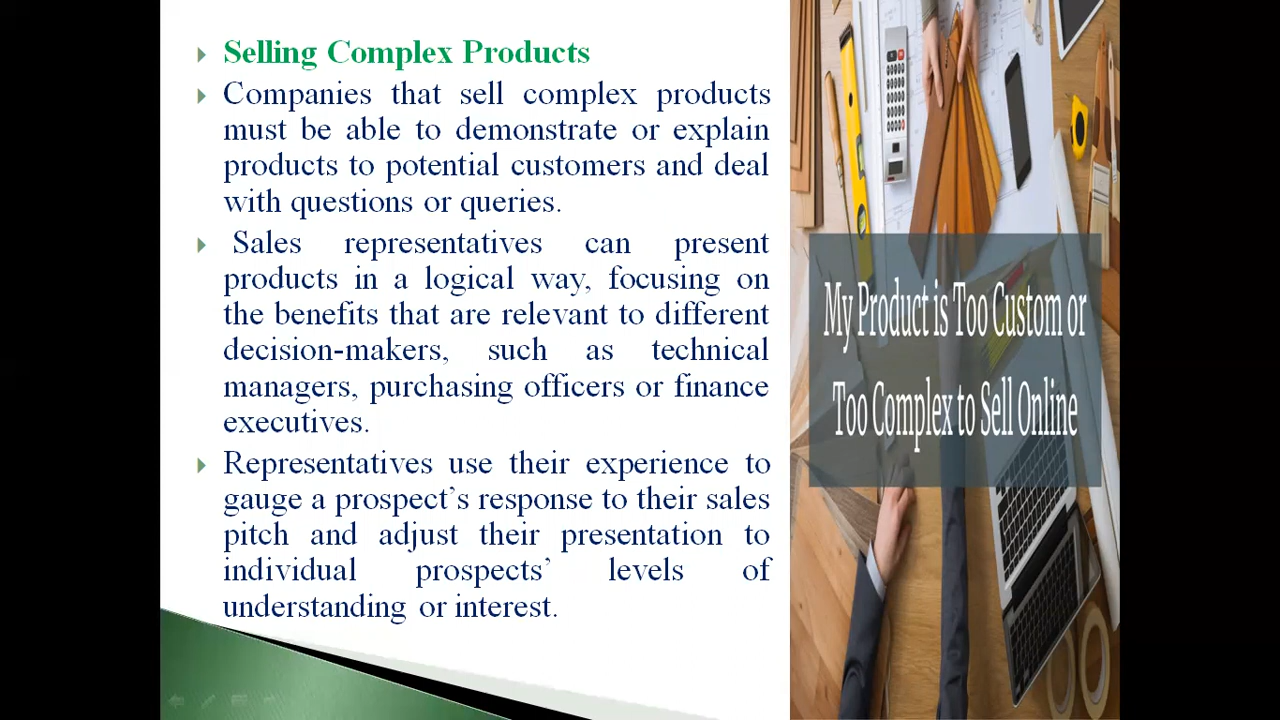 Selling Complex Products
Companies that sell complex products
must be able to demonstrate or explain
products to potential customers and deal
with questions or queries.
Sales representatives can present
products in a logical way, focusing on
the benefits that are relevant to different
decision-makers, such as technical
managers, purchasing officers or finance
executives.
Representatives use their experience to
gauge a prospect’s response to their sales
pitch and adjust their presentation to
individual prospects’ levels of
understanding or interest.
My Product is Too Custom or
Too Complex to Sell Online